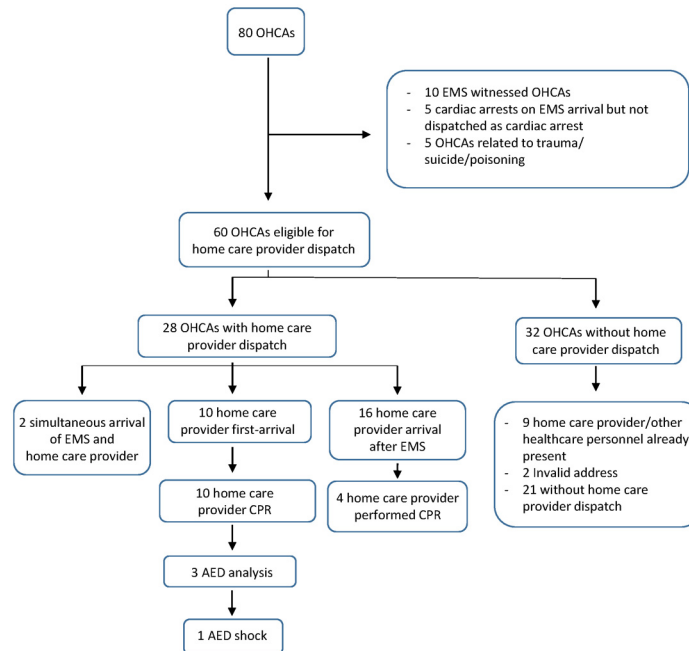 80 OHCAs
- 10 EMS witnessed OHCAs
- 5 cardiac arrests on EMS arrival but not
dispatched as cardiac arrest
- 5 OHCAs related to trauma/
suicide/poisoning
60 OHCAs eligible for
home care provider dispatch
28 OHCAs with home care
provider dispatch
32 OHCAs without home
care provider dispatch
2 simultaneous arrival
of EMS and
home care provider
10 home care
provider first-arrival
16 home care
provider arrival
after EMS
- 9 home care provider/other
healthcare personnel already
present
- 2 Invalid address
- 21 without home care
provider dispatch
10 home care
provider CPR
4 home care provider
performed CPR
3 AED analysis
1 AED shock